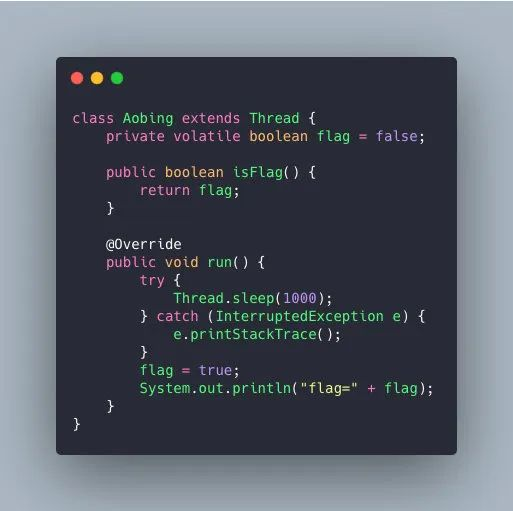 class Aobing extends Thread {
    private volatile boolean flag = false;

    public boolean isFlag() {
        return flag;
    }

    @Override
    public void run() {
        try {
            Thread.sleep(1000);
        } catch (InterruptedException e) {
            e.printStackTrace();
        }
        flag = true;
        System.out.println("flag=" + flag);
    }
}